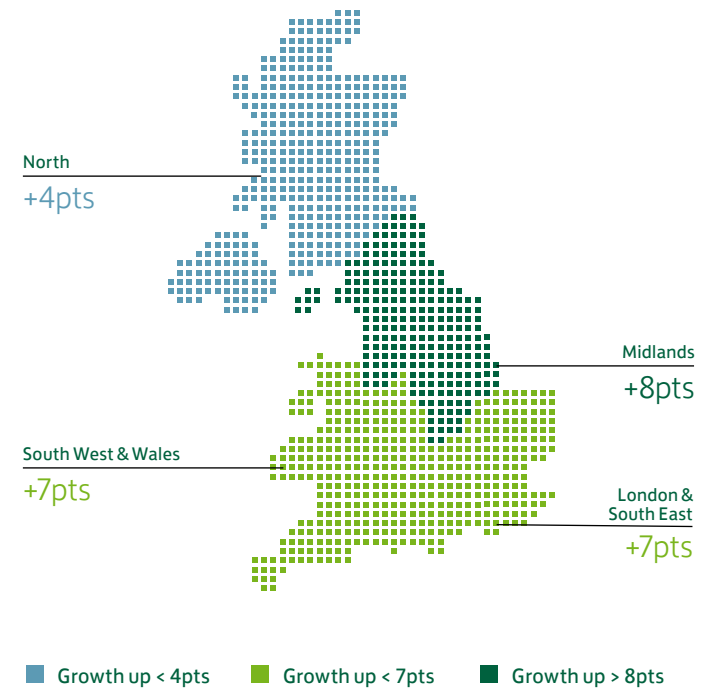 North
+4pts
Midlands
+8pts
South West & Wales
+7pts
London &
South East
+7pts
Growth up < 4pts
Growth up < 7pts
Growth up > 8pts